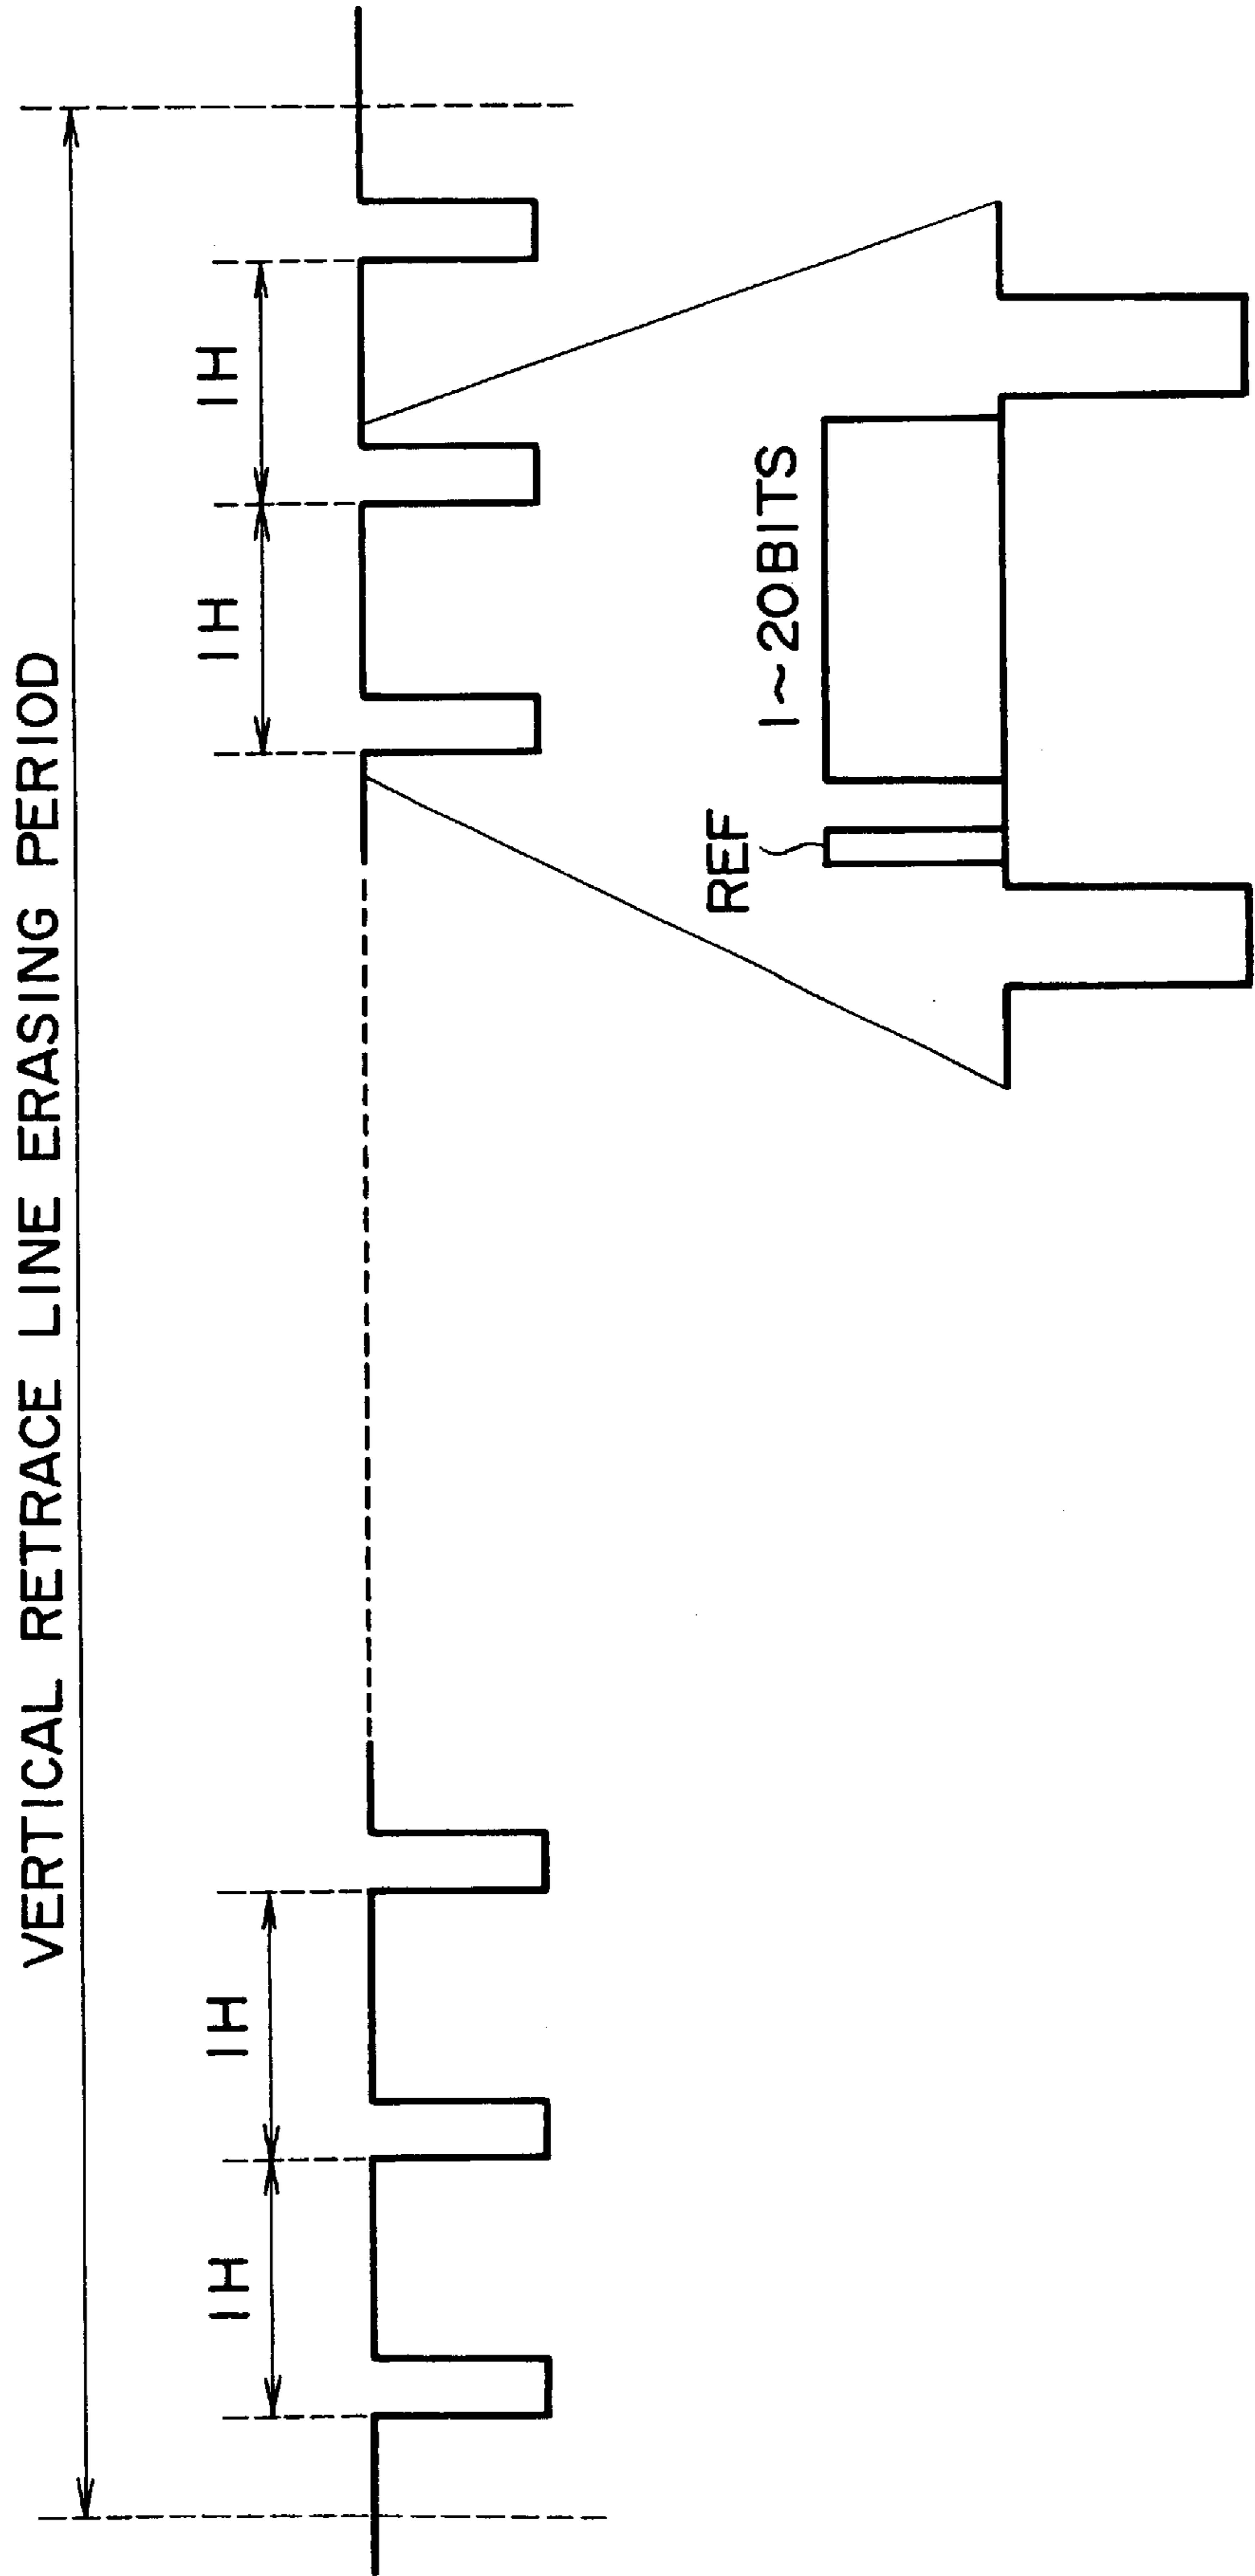 VERTICAL RETRACE LINE ERASING PERIOD
1H
1H
1H
1H
REF
1~20BITS